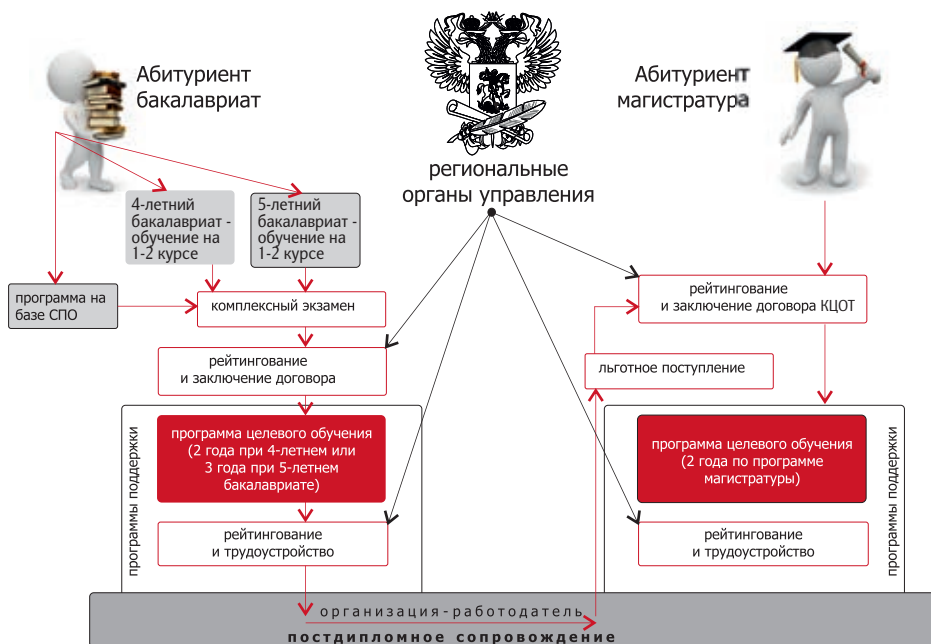 Абитуриент
бакалавриат
региональные
органы управления
Абитуриент
магистратура
4-летний
бакалавриат -
обучение на
1-2 курсе
5-летний
бакалавриат -
обучение на
1-2 курсе
программа на
базе СПО
комплексный экзамен
рейтингование
и заключение договора
рейтингование
и заключение договора КЦОТ
льготное поступление
программы поддержки
программа целевого обучения
(2 года при 4-летнем или
3 года при 5-летнем
бакалавриате)
рейтингование
и трудоустройство
программа целевого обучения
(2 года по программе
магистратуры)
рейтингование
и трудоустройство
программы поддержки
организация-работодатель
постдипломное сопровождение